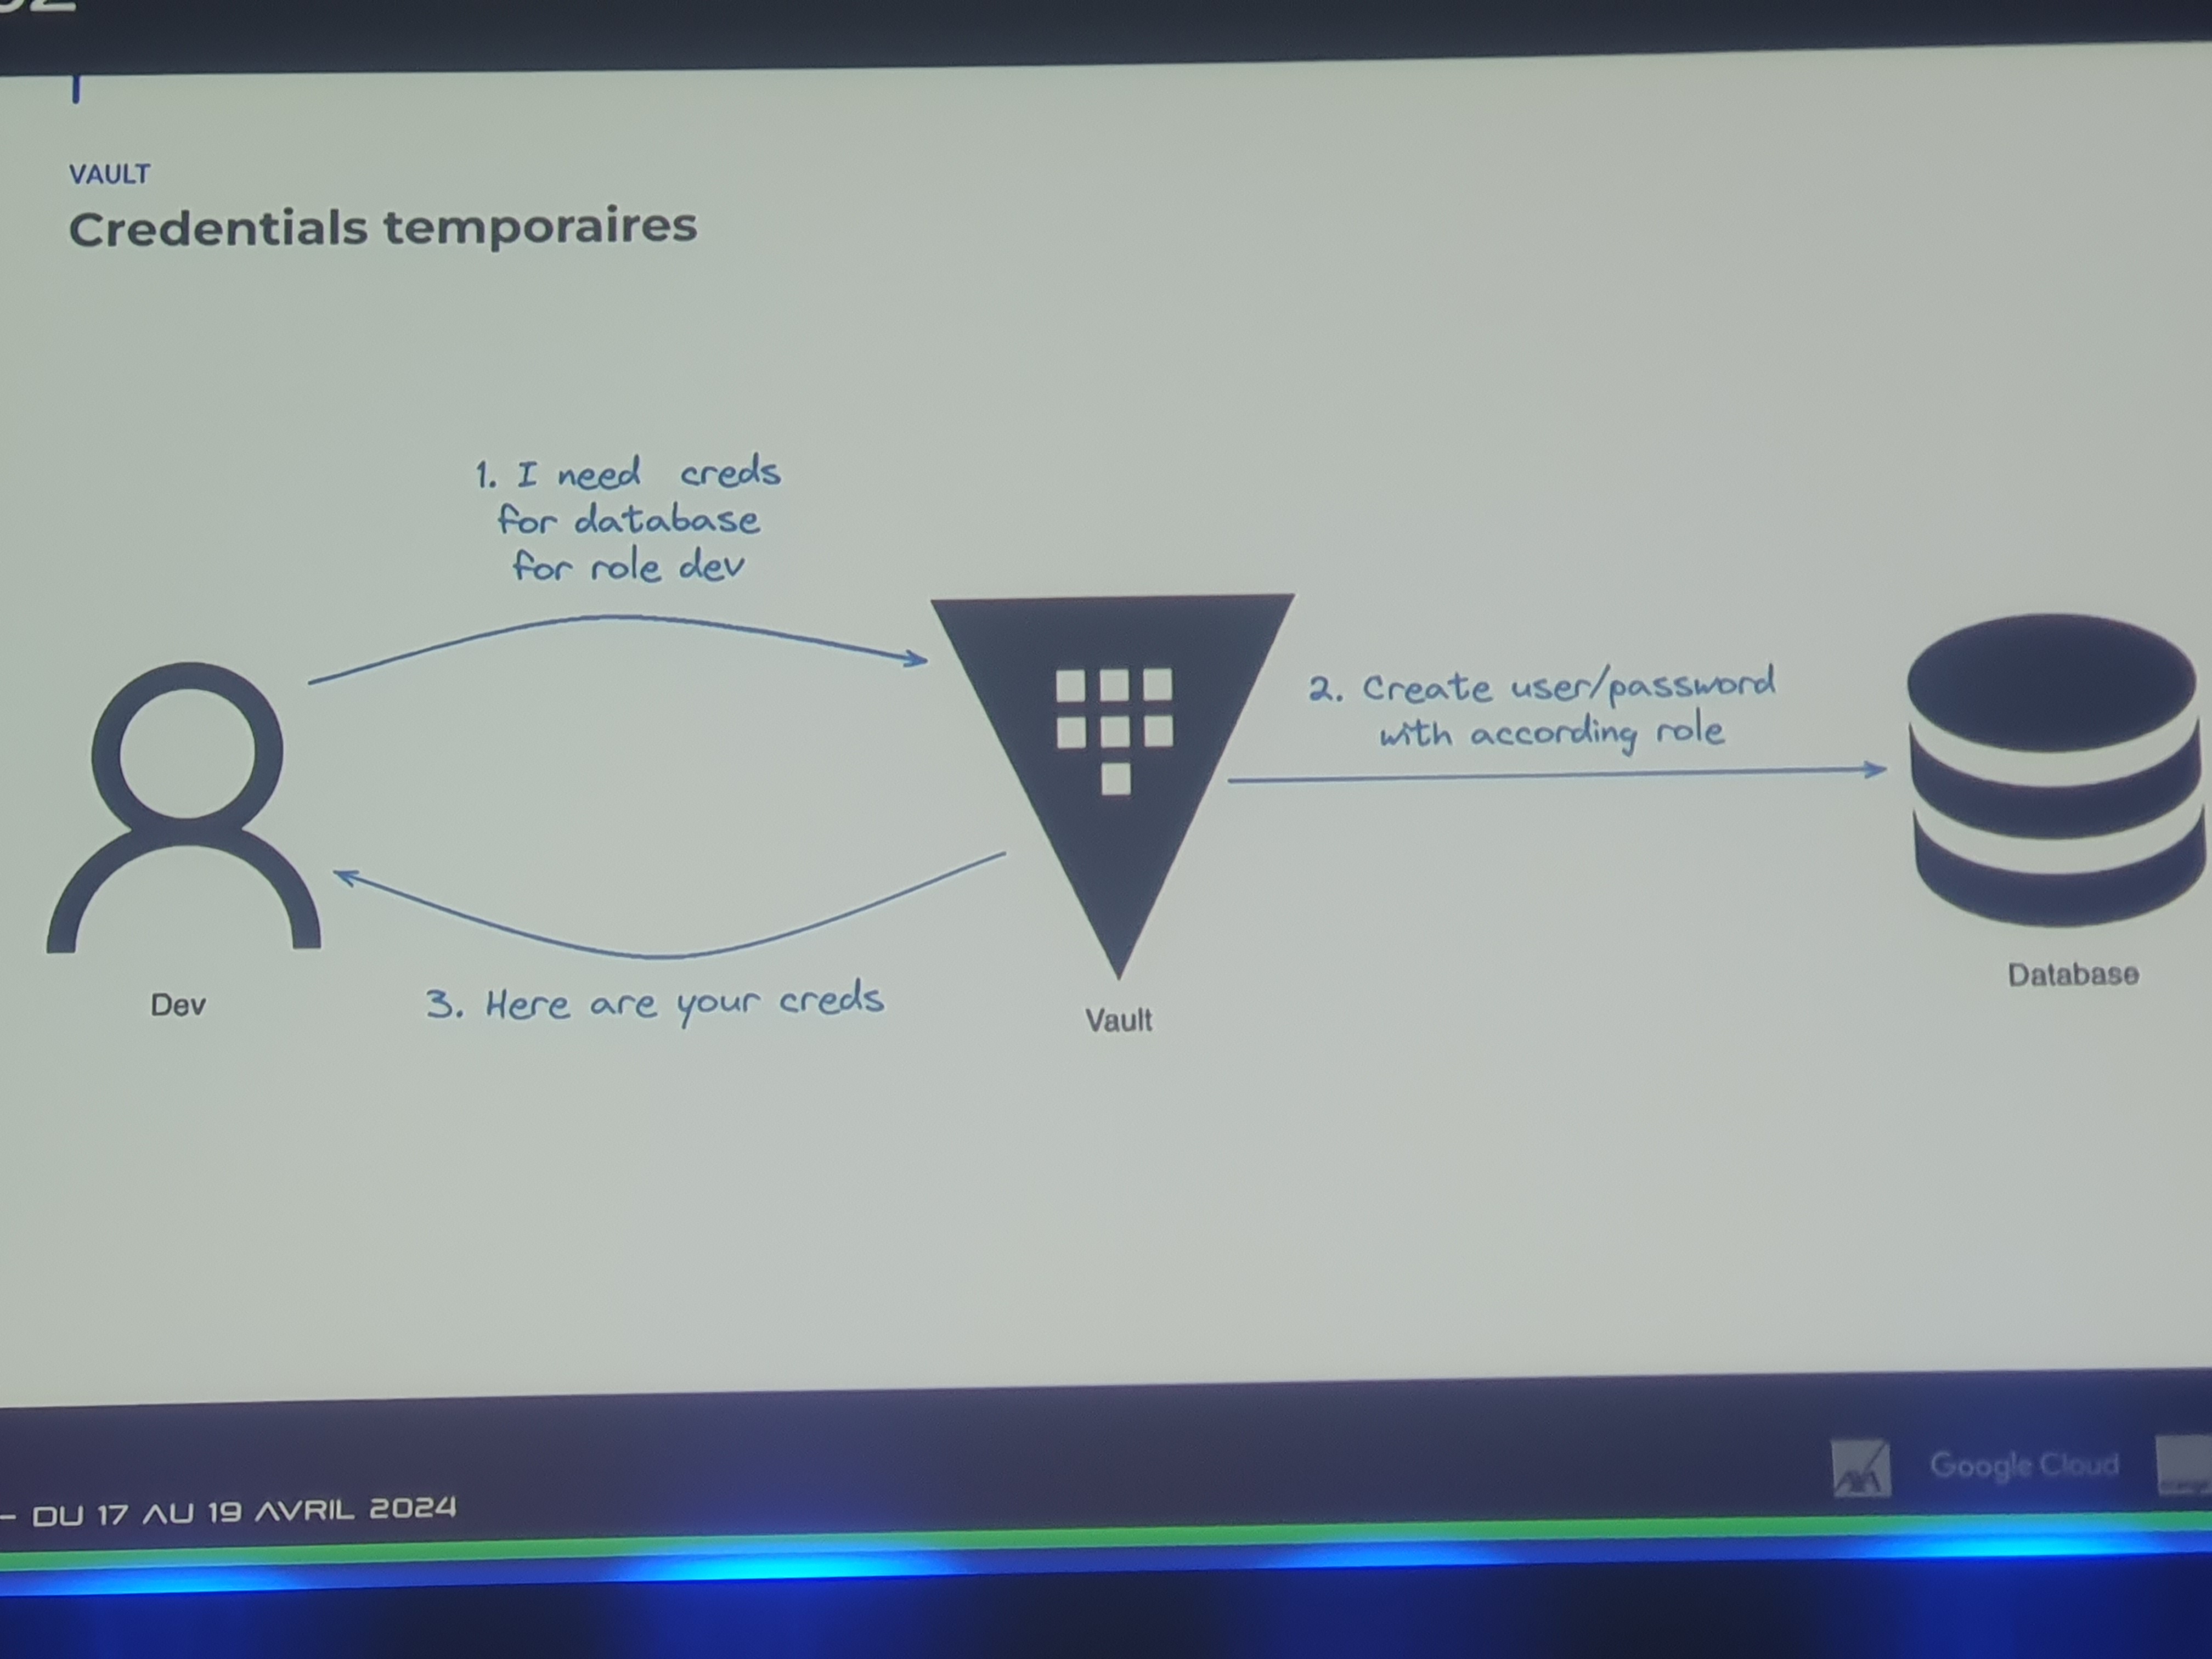 VAULT
Credentials temporaires
1. I need creds
for database
for role dev
2. Create user/password
with according role
3. Here are your creds
Dev
Vault
Database
- DU 17 AU 19 AVRIL 2024
AXA
Google Cloud